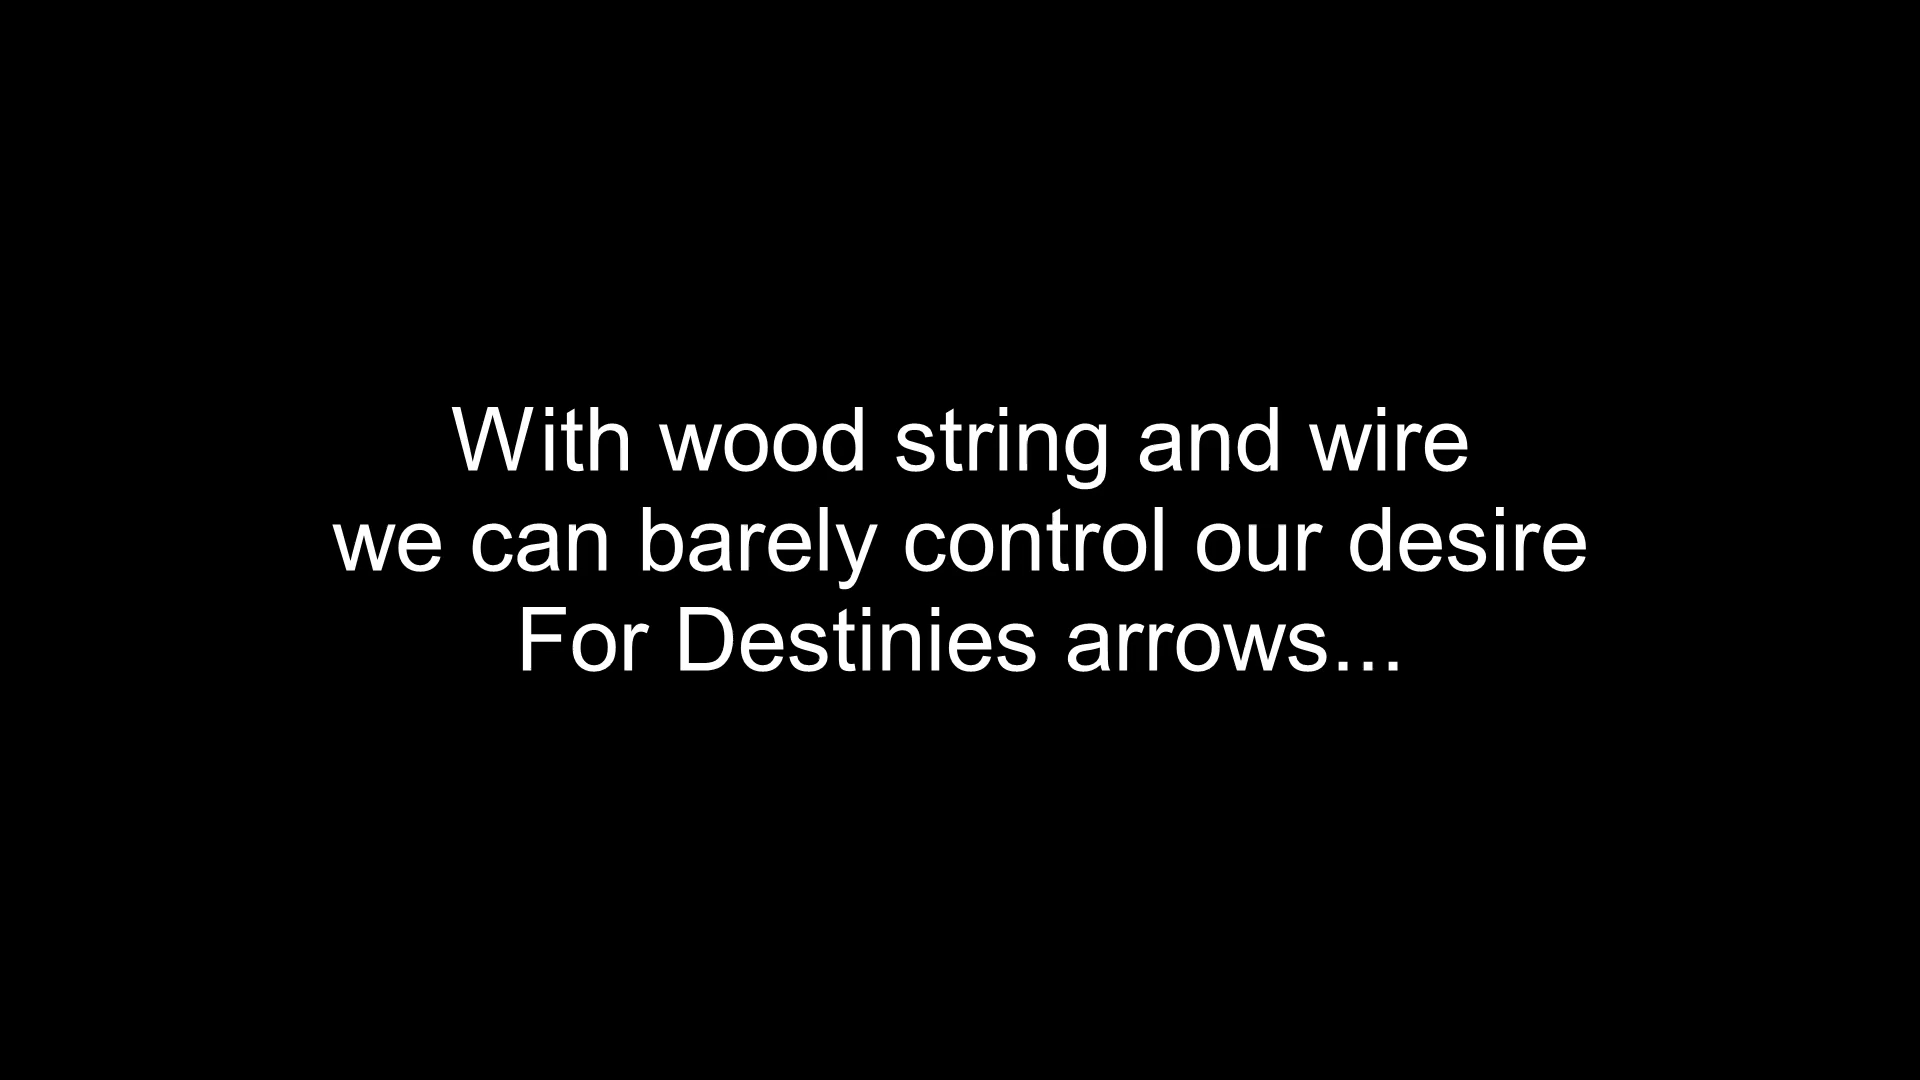 With wood string and wire
we can barely control our desire
For Destinies arrows...